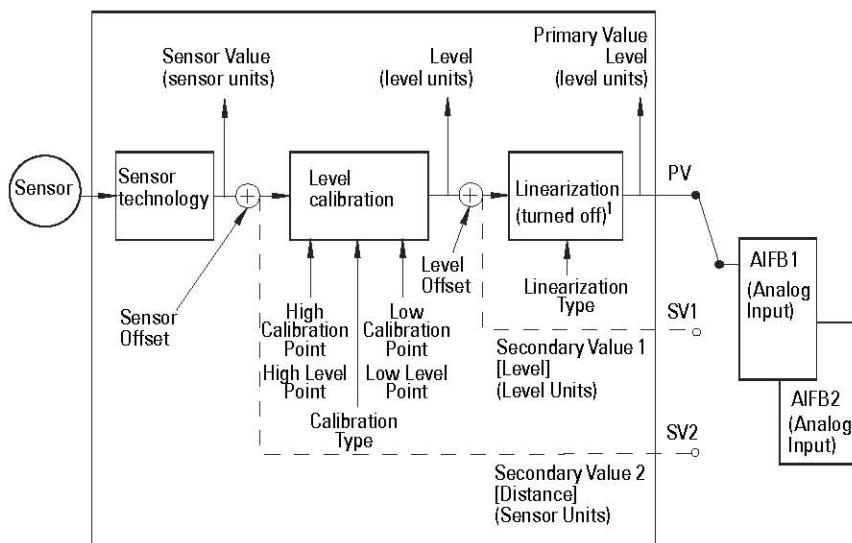 Sensor
Sensor
technology
Sensor Value
(sensor units)
Sensor
Offset
Level
calibration
High
Calibration
Point
High Level
Point
Low
Calibration
Point
Low Level
Point
Calibration
Type
Level
(level units)
Level
Offset
Linearization
(turned off)1
Linearization
Type
Primary Value
Level
(level units)
PV
SV1
Secondary Value 1
[Level]
(Level Units)
SV2
Secondary Value 2
[Distance]
(Sensor Units)
AIFB1
(Analog
Input)
AIFB2
(Analog
Input)